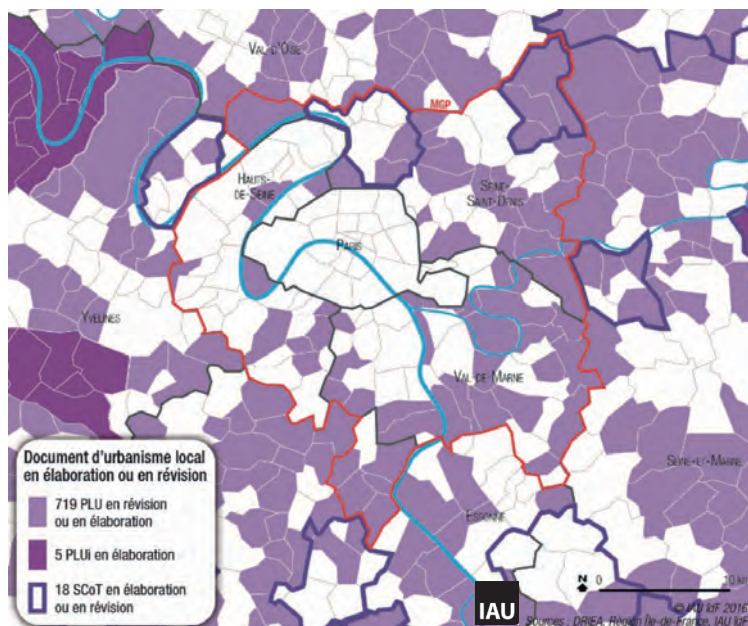 VAL-D'OISE
MGP
HAUTS-
DE-SEINE
SEINE-
SAINT-DENIS
PARIS
YVELINES
VAL-DE-MARNE
SEINE-ET-MARNE
ESSONNE
Document d'urbanisme local
en élaboration ou en révision
719 PLU en révision
ou en élaboration
5 PLUi en élaboration
18 SCoT en élaboration
ou en révision
N 0 10 km
IAU
© IAU IdF 2016
Sources : DRIEA, Région Île-de-France, IAU IdF